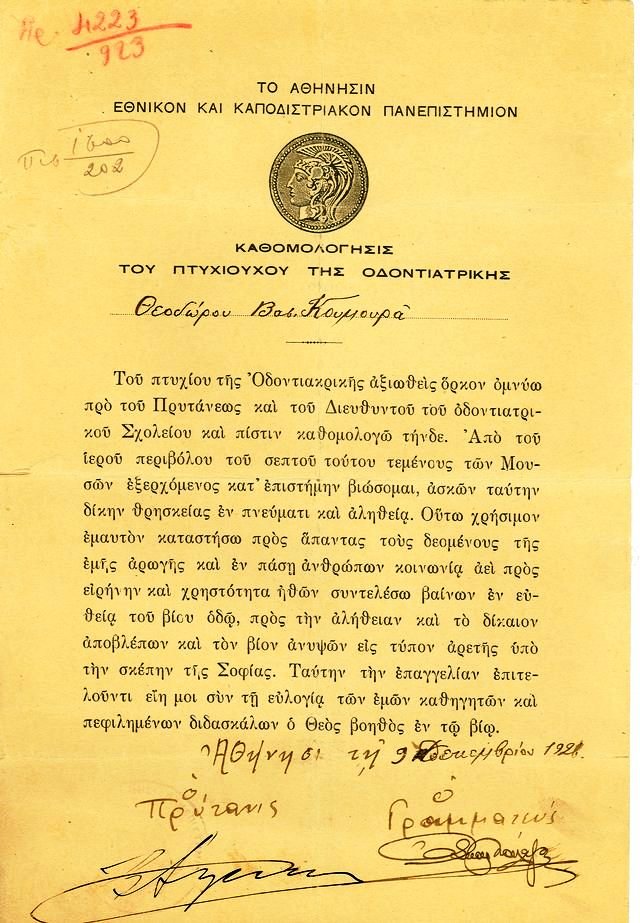 4223
923
ΤΟ ΑΘΗΝΗΣΙΝ
ΕΘΝΙΚΟΝ ΚΑΙ ΚΑΠΟΔΙΣΤΡΙΑΚΟΝ ΠΑΝΕΠΙΣΤΗΜΙΟΝ
202
ΚΑΘΟΜΟΛΟΓΗΣΙΣ
ΤΟΥ ΠΤΥΧΙΟΥΧΟΥ ΤΗΣ ΟΔΟΝΤΙΑΤΡΙΚΗΣ
Θεοδώρου Βασ. Κουμουρᾶ
Τοῦ πτυχίου τῆς Ὀδοντιακρικῆς ἀξιωθεὶς ὅρκον ὀμνύω
πρὸ τοῦ Πρυτάνεως καὶ τοῦ Διευθυντοῦ τοῦ ὀδοντιατρι-
κοῦ Σχολείου καὶ πίστιν καθομολογῶ τήνδε. Ἀπὸ τοῦ
ἱεροῦ περιβόλου τοῦ σεπτοῦ τούτου τεμένους τῶν Μου-
σῶν ἐξερχόμενος κατ' ἐπιστήμην βιώσομαι, ἀσκῶν ταύτην
δίκην θρησκείας ἐν πνεύματι καὶ ἀληθείᾳ. Οὕτω χρήσιμον
ἐμαυτὸν καταστήσω πρὸς ἅπαντας τοὺς δεομένους τῆς
ἐμῆς ἀρωγῆς καὶ ἐν πάσῃ ἀνθρώπων κοινωνίᾳ ἀεὶ πρὸς
εἰρήνην καὶ χρηστότητα ἠθῶν συντελέσω βαίνων ἐν εὐ-
θείᾳ τοῦ βίου ὁδῷ, πρὸς τὴν ἀλήθειαν καὶ τὸ δίκαιον
ἀποβλέπων καὶ τὸν βίον ἀνυψῶν εἰς τύπον ἀρετῆς ὑπὸ
τὴν σκέπην τῆς Σοφίας. Ταύτην τὴν ἐπαγγελίαν ἐπιτε-
λοῦντι εἴη μοι σὺν τῇ εὐλογίᾳ τῶν ἐμῶν καθηγητῶν καὶ
πεφιλημένων διδασκάλων ὁ Θεὸς βοηθὸς ἐν τῷ βίῳ.
Ἀθήνησι τῇ 9 Δεκεμβρίου
Ὁ Ὁ
Πρύτανις Γραμματεύς